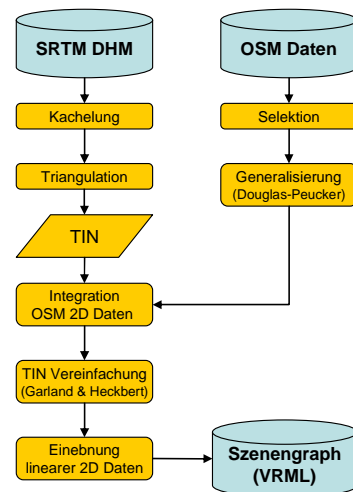 SRTM DHM
OSM Daten
Kachelung
Selektion
Triangulation
Generalisierung
(Douglas-Peucker)
TIN
Integration
OSM 2D Daten
TIN Vereinfachung
(Garland & Heckbert)
Einebnung
linearer 2D Daten
Szenengraph
(VRML)